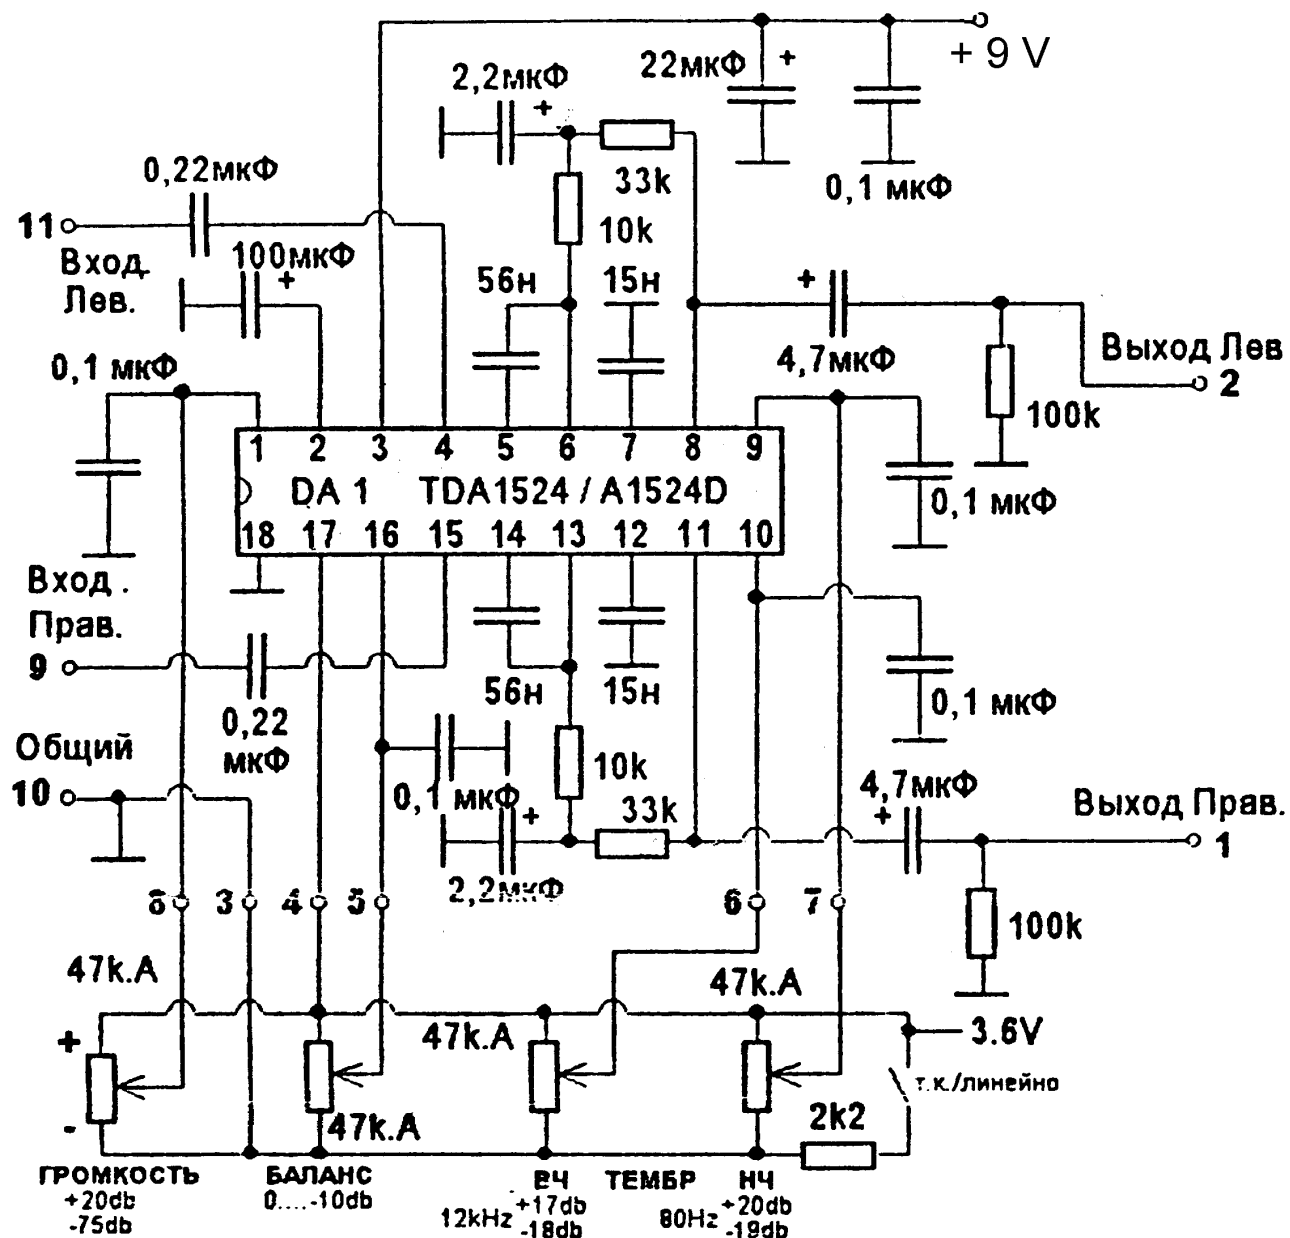 + 9 V
22мкФ
+
2,2мкФ
+
0,1 мкФ
0,22мкФ
33k
11
10k
Вход.
Лев.
100мкФ
+
56н
15н
+
4,7мкФ
Выход Лев
2
0,1 мкФ
100k
1 2 3 4 5 6 7 8 9
DA 1 TDA1524 / A1524D
18 17 16 15 14 13 12 11 10
0,1 мкФ
Вход .
Прав.
9
0,22
мкФ
56н
15н
0,1 мкФ
Общий
10
10k
0,1 мкФ
+
2,2мкФ
33k
4,7мкФ
+
Выход Прав.
1
3 4 5 6 7
100k
47k.A
47k.A
47k.A
+
-
3.6V
т.к./линейно
47k.A
2k2
ГРОМКОСТЬ БАЛАНС ВЧ ТЕМБР НЧ
+20db
-75db
0....-10db
12kHz +17db
-18db
80Hz +20db
-19db